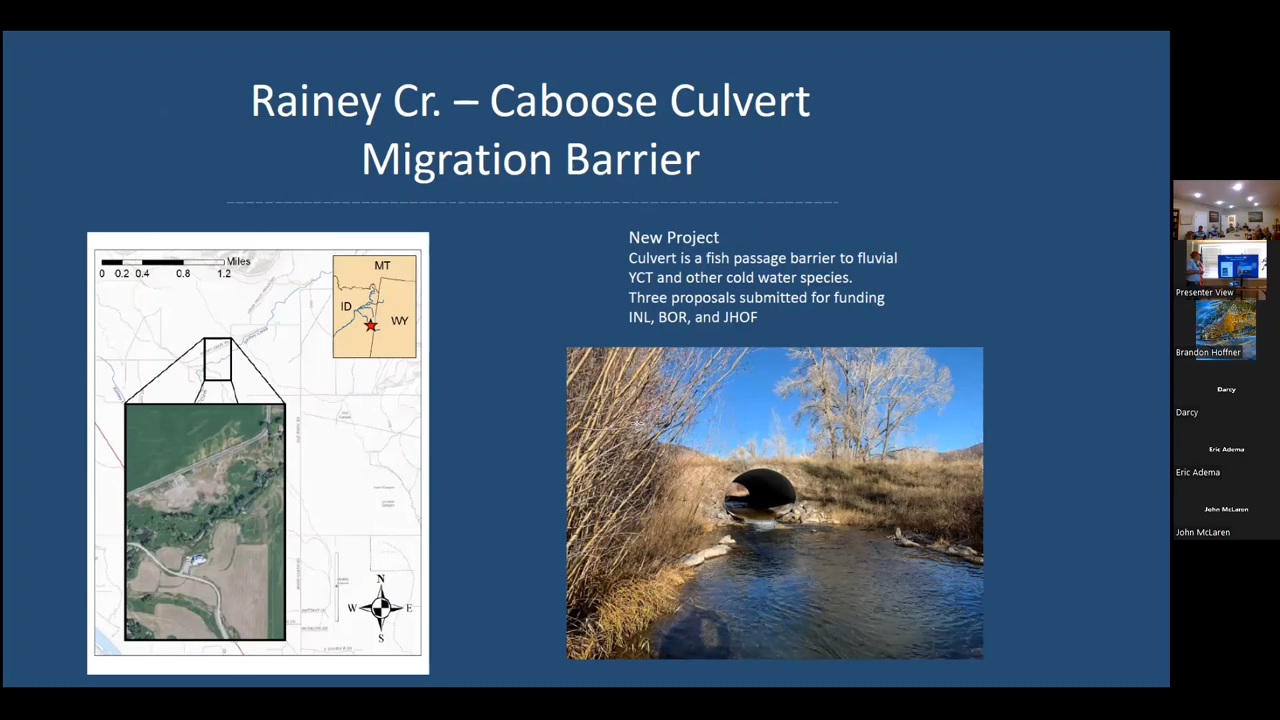 Rainey Cr. – Caboose Culvert
Migration Barrier
New Project
Culvert is a fish passage barrier to fluvial
YCT and other cold water species.
Three proposals submitted for funding
INL, BOR, and JHOF
Miles
0 0.2 0.4 0.8 1.2
MT
ID
WY
N
W E
S
Presenter View
Brandon Hoffner
Darcy
Darcy
Eric Adema
Eric Adema
John McLaren
John McLaren